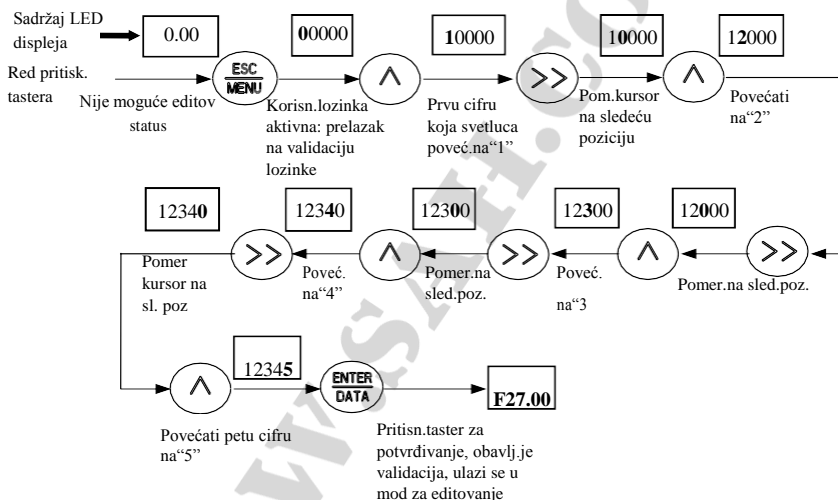 Sadržaj LED
displeja
0.00
00000
10000
10000
12000
Red pritisk.
tastera
ESC
MENU
>>
Nije moguće editov
status
Korisn.lozinka
aktivna: prelazak
na validaciju
lozinke
Prvu cifru
koja svetluca
poveć.na“1”
Pom.kursor
na sledeću
poziciju
Povećati
na“2”
12340
12340
12300
12300
12000
>>
>>
>>
Pomer
kursor na
sl. poz
Poveć.
na“4”
Pomer.na
sled.poz.
Poveć.
na“3
Pomer.na sled.poz.
12345
ENTER
DATA
F27.00
Povećati petu cifru
na“5”
Pritisn.taster za
potvrđivanje, obavlj.je
validacija, ulazi se u
mod za editovanje